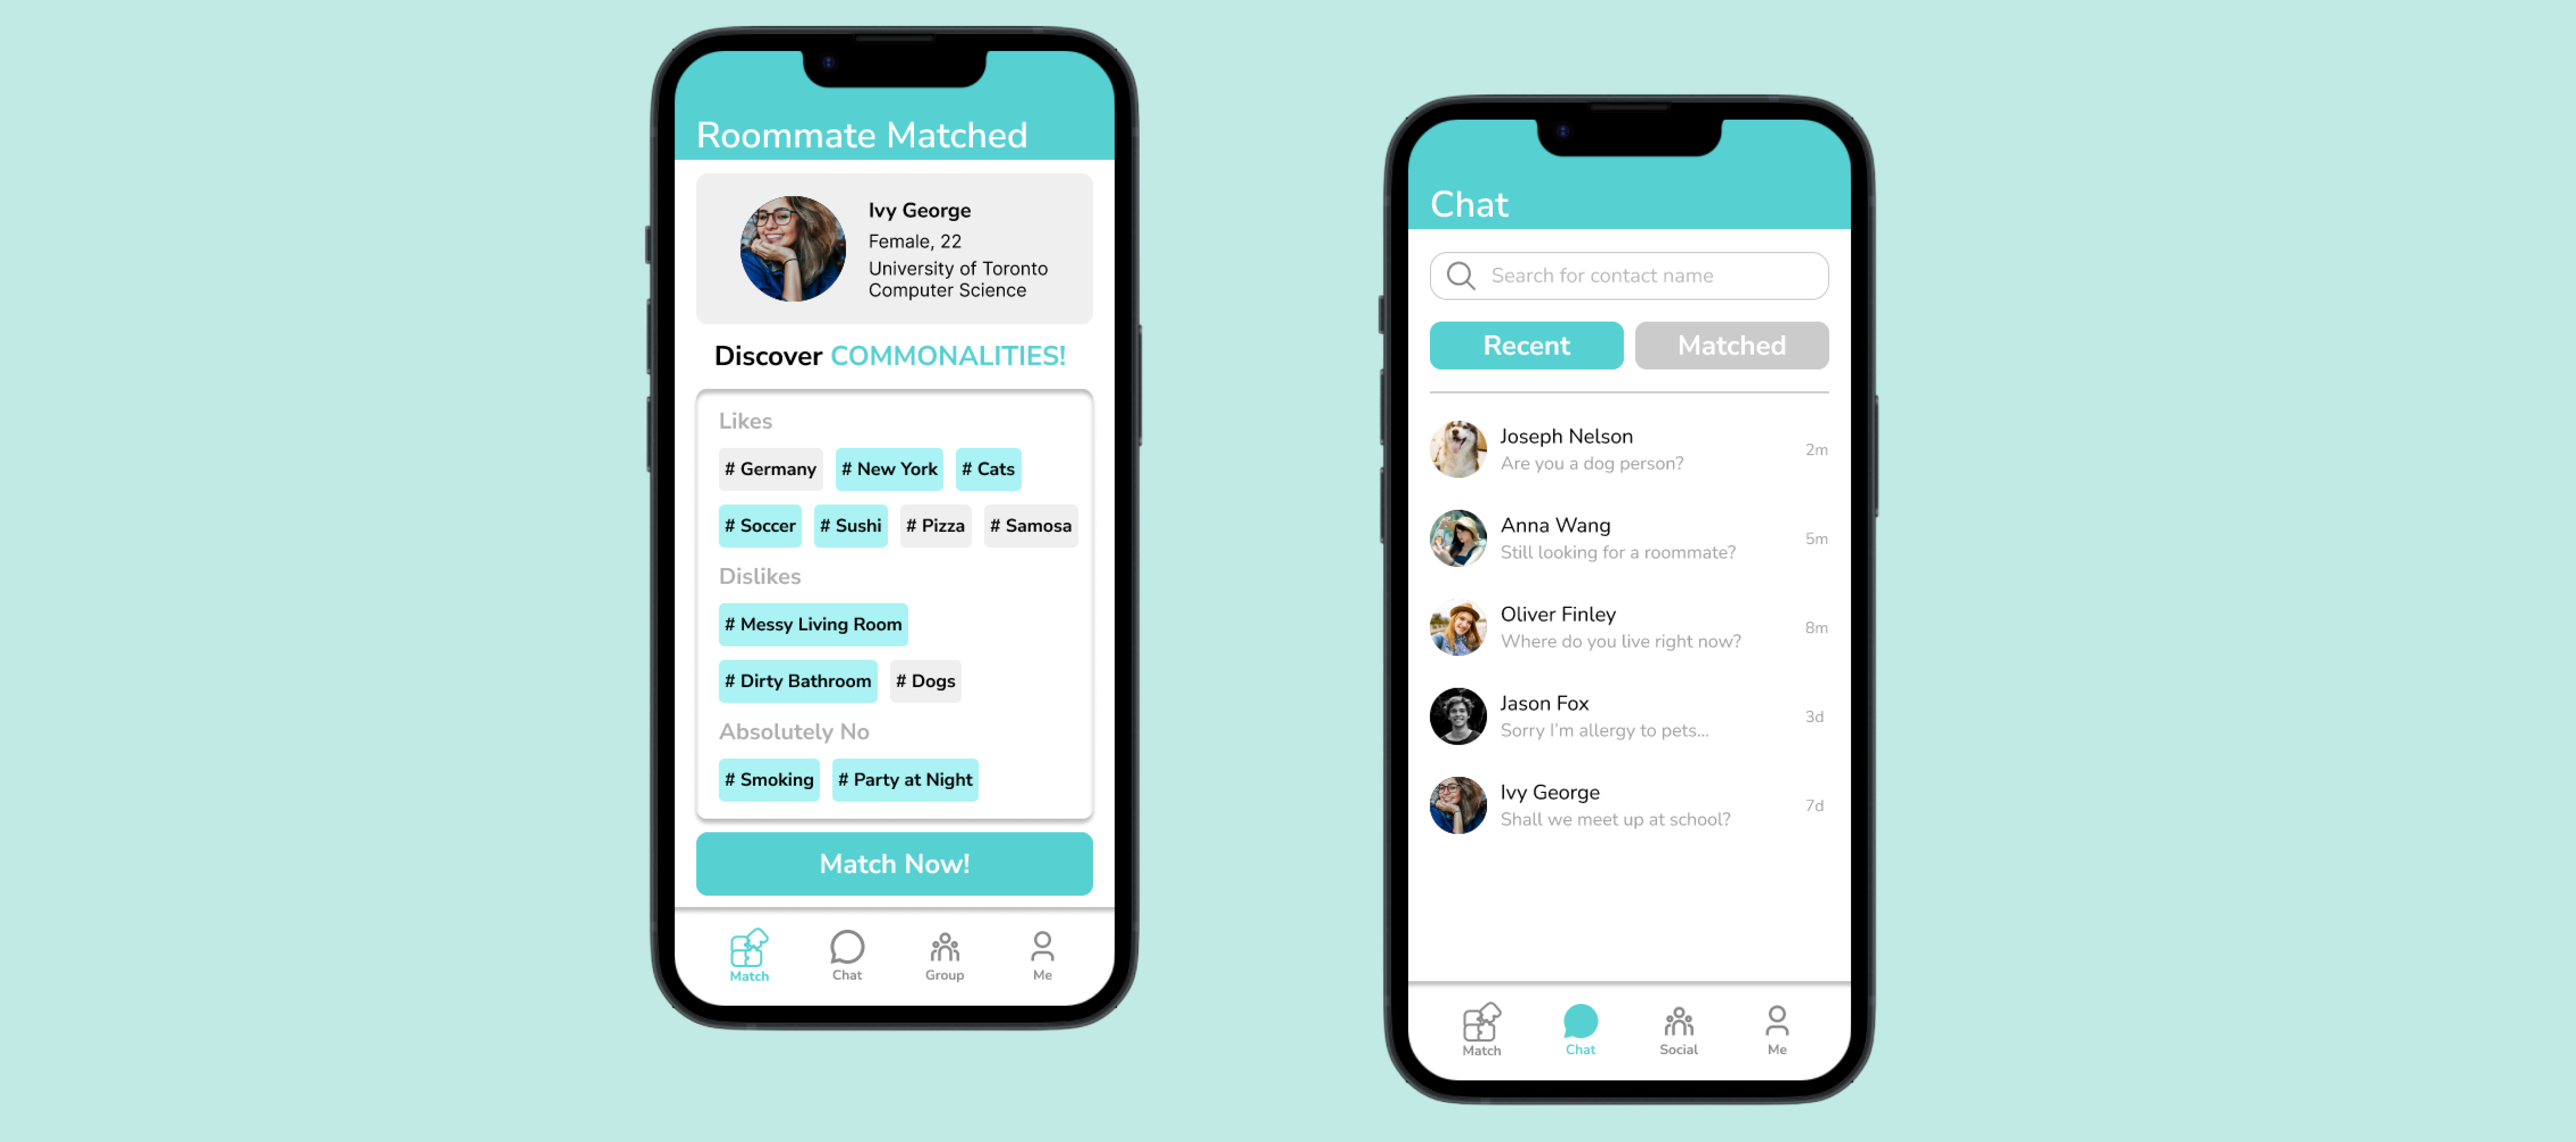 Roommate Matched
Ivy George
Female, 22
University of Toronto
Computer Science
Discover COMMONALITIES!
Likes
# Germany # New York # Cats
# Soccer # Sushi # Pizza # Samosa
Dislikes
# Messy Living Room
# Dirty Bathroom # Dogs
Absolutely No
# Smoking # Party at Night
Match Now!
Match Chat Group Me
Chat
Search for contact name
Recent Matched
Joseph Nelson
Are you a dog person? 2m
Anna Wang
Still looking for a roommate? 5m
Oliver Finley
Where do you live right now? 8m
Jason Fox
Sorry I'm allergy to pets... 3d
Ivy George
Shall we meet up at school? 7d
Match Chat Social Me